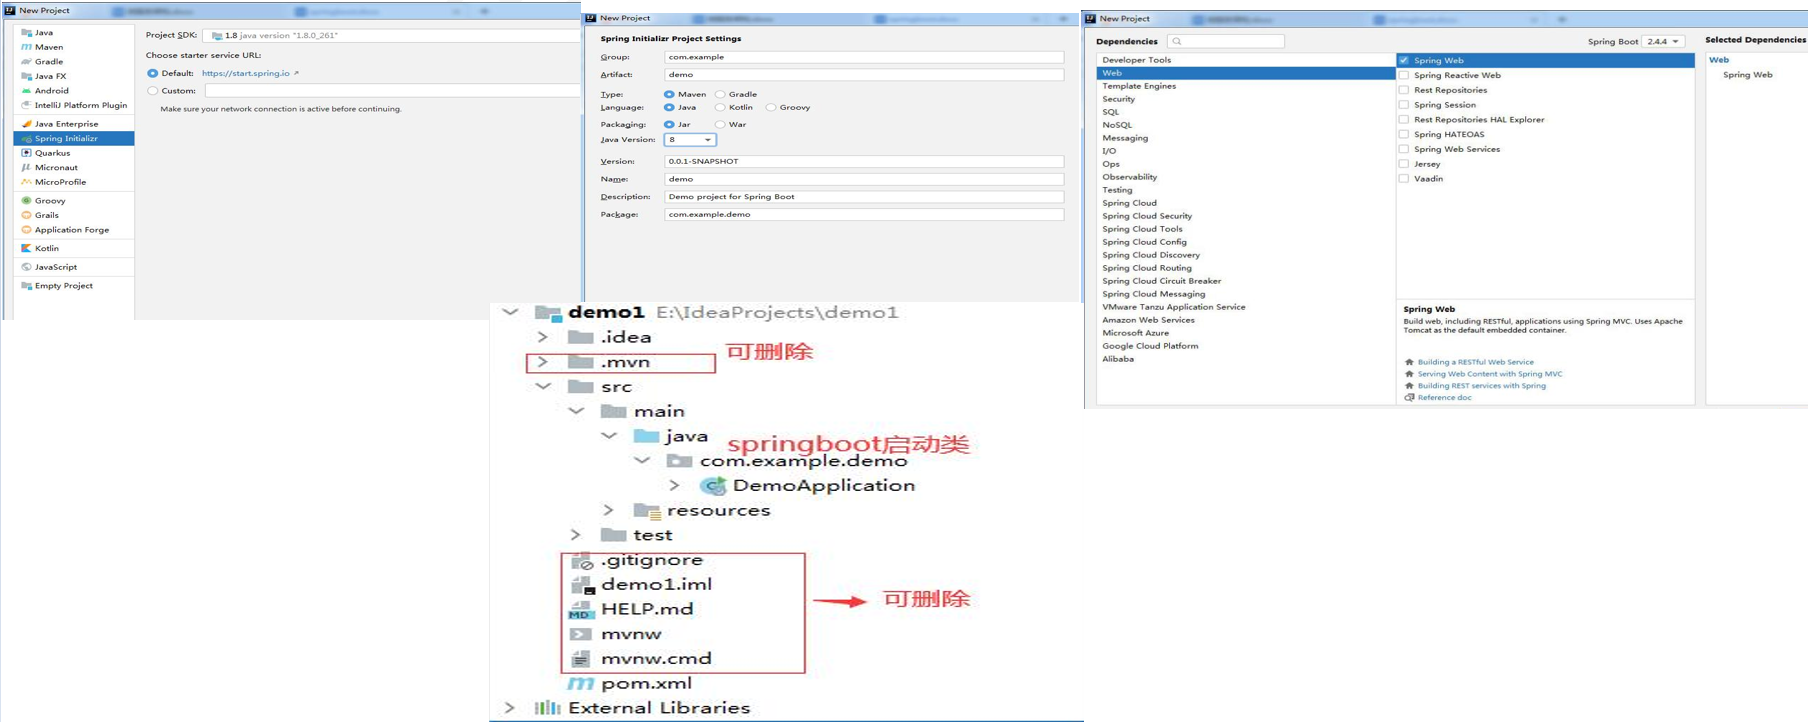 New Project
Java
Maven
Gradle
Java FX
Android
IntelliJ Platform Plugin
Java Enterprise
Spring Initializr
Quarkus
Micronaut
MicroProfile
Groovy
Grails
Application Forge
Kotlin
JavaScript
Empty Project
Project SDK: 1.8 java version "1.8.0_261"
Choose starter service URL:
Default: https://start.spring.io
Custom:
Make sure your network connection is active before continuing.
New Project
Spring Initializr Project Settings
Group: com.example
Artifact: demo
Type: Maven Gradle
Language: Java Kotlin Groovy
Packaging: Jar War
Java Version: 8
Version: 0.0.1-SNAPSHOT
Name: demo
Description: Demo project for Spring Boot
Package: com.example.demo
New Project
Dependencies
Spring Boot 2.4.4
Developer Tools
Web
Template Engines
Security
SQL
NoSQL
Messaging
I/O
Ops
Observability
Testing
Spring Cloud
Spring Cloud Security
Spring Cloud Tools
Spring Cloud Config
Spring Cloud Discovery
Spring Cloud Routing
Spring Cloud Circuit Breaker
Spring Cloud Messaging
VMware Tanzu Application Service
Amazon Web Services
Microsoft Azure
Google Cloud Platform
Alibaba
Spring Web
Spring Reactive Web
Rest Repositories
Spring Session
Rest Repositories HAL Explorer
Spring HATEOAS
Spring Web Services
Jersey
Vaadin
Spring Web
Build web, including RESTful, applications using Spring MVC. Uses Apache
Tomcat as the default embedded container.
Building a RESTful Web Service
Serving Web Content with Spring MVC
Building REST services with Spring
Reference doc
Selected Dependencies
Web
Spring Web
demo1 E:\IdeaProjects\demo1
.idea
.mvn 可删除
src
main
java
springboot启动类
com.example.demo
DemoApplication
resources
test
.gitignore
demo1.iml
HELP.md 可删除
mvnw
mvnw.cmd
pom.xml
External Libraries